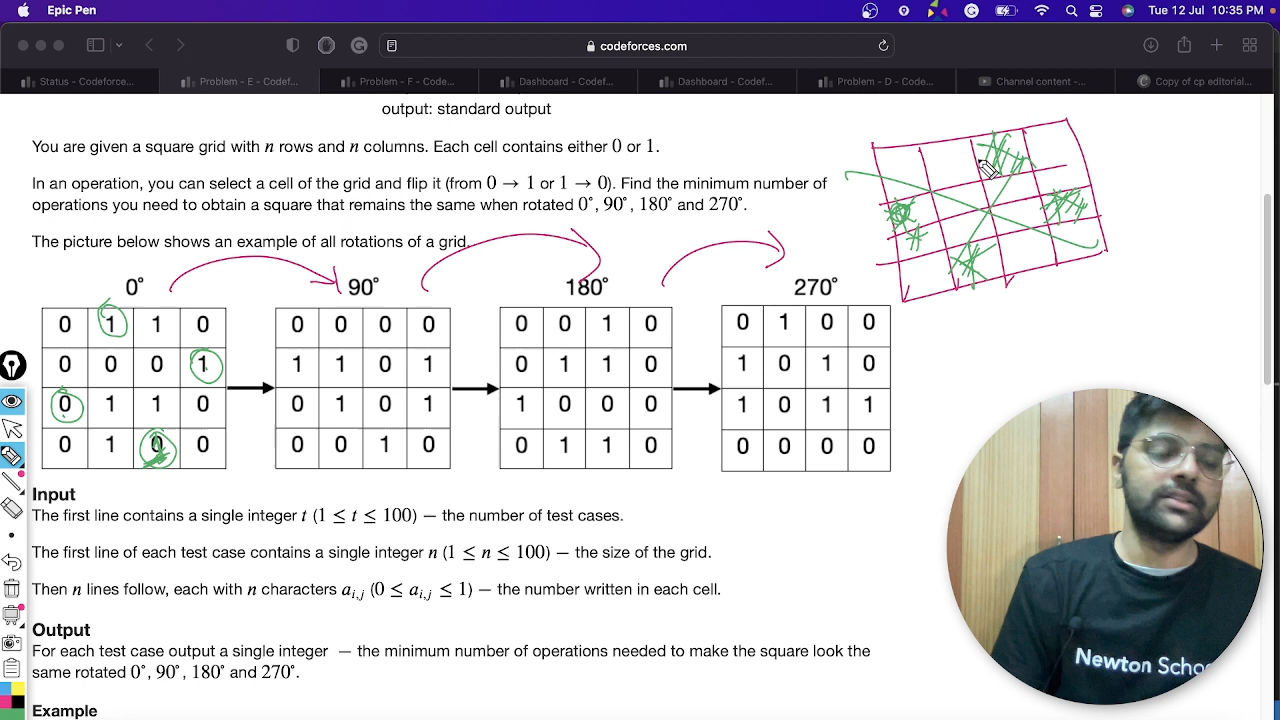 Epic Pen
Tue 12 Jul 10:35 PM
codeforces.com
Status - Codeforce...
Problem - E - Codef...
Problem - F - Code...
Dashboard - Codef...
Dashboard - Codef...
Problem - D - Code...
Channel content -...
Copy of cp editorial...
output: standard output
You are given a square grid with n rows and n columns. Each cell contains either 0 or 1.
In an operation, you can select a cell of the grid and flip it (from 0 → 1 or 1 → 0). Find the minimum number of
operations you need to obtain a square that remains the same when rotated 0˚, 90˚, 180˚ and 270˚.
The picture below shows an example of all rotations of a grid.
0˚ 90˚ 180˚ 270˚
0 1 1 0 0 0 0 0 0 0 1 0 0 1 0 0
0 0 0 1 1 1 0 1 0 1 1 0 1 0 1 0
0 1 1 0 0 1 0 1 1 0 0 0 1 0 1 1
0 1 0 0 0 0 1 0 0 1 1 0 0 0 0 0
Input
The first line contains a single integer t (1 ≤ t ≤ 100) — the number of test cases.
The first line of each test case contains a single integer n (1 ≤ n ≤ 100) — the size of the grid.
Then n lines follow, each with n characters a_{i,j} (0 ≤ a_{i,j} ≤ 1) — the number written in each cell.
Output
For each test case output a single integer — the minimum number of operations needed to make the square look the
same rotated 0˚, 90˚, 180˚ and 270˚.
Example
Newton Schoo